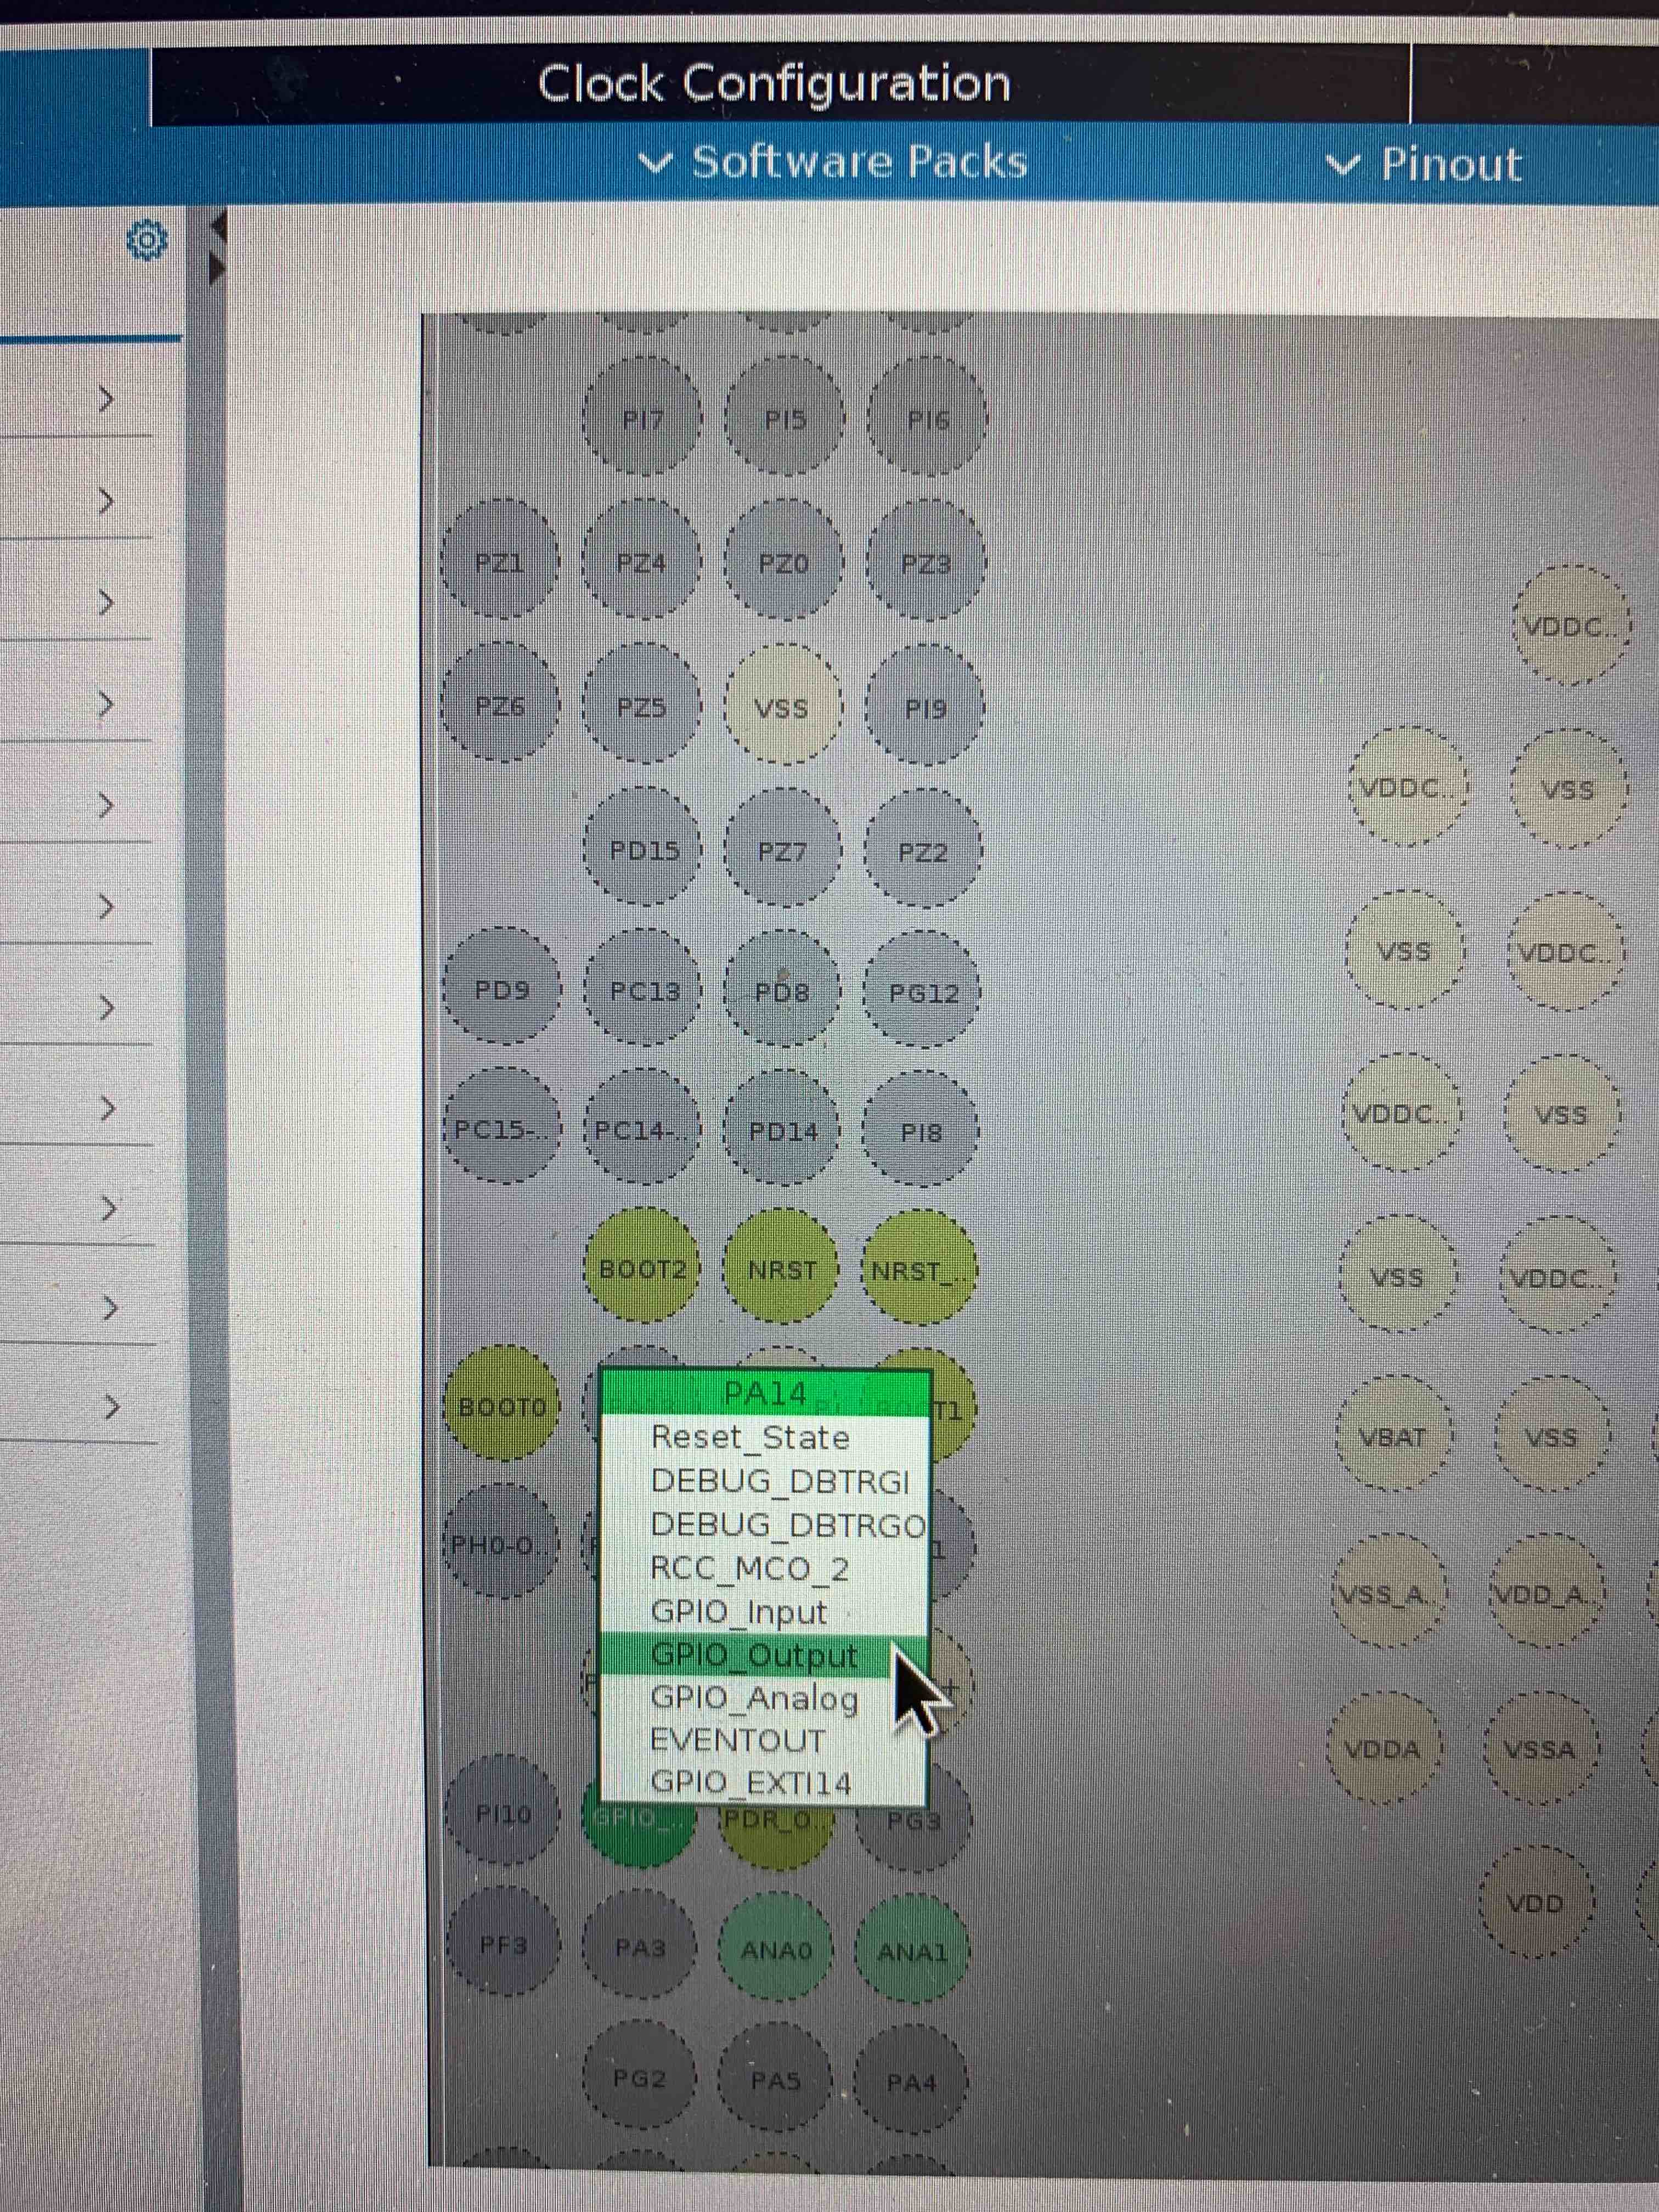 Clock Configuration
Software Packs
Pinout
PI7 PI5 PI6
PZ1 PZ4 PZ0 PZ3
VDDC..
PZ6 PZ5 VSS PI9
VDDC.. VSS
PD15 PZ7 PZ2
VSS VDDC..
PD9 PC13 PD8 PG12
PC15-.. PC14-.. PD14 PI8
VDDC.. VSS
BOOT2 NRST NRST_..
VSS VDDC..
BOOT0
T1
PA14
Reset_State
DEBUG_DBTRGI
DEBUG_DBTRGO
RCC_MCO_2
GPIO_Input
GPIO_Output
GPIO_Analog
EVENTOUT
GPIO_EXTI14
VBAT VSS
PH0-O..
VSS_A.. VDD_A..
VDDA VSSA
PI10 GPIO_.. PDR_O.. PG3
VDD
PF3 PA3 ANA0 ANA1
PG2 PA5 PA4